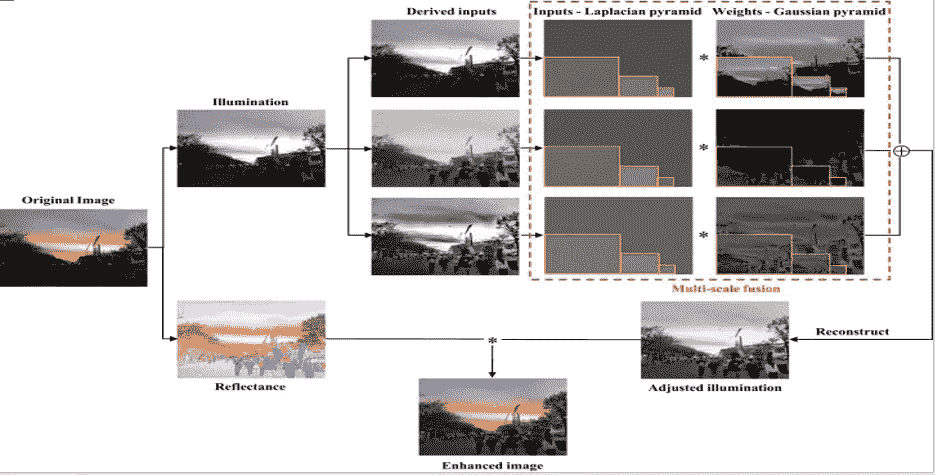 Derived inputs
Inputs - Laplacian pyramid
Weights - Gaussian pyramid
Illumination
*
*
Original Image
*
Multi-scale fusion
Reconstruct
*
Reflectance
Adjusted illumination
Enhanced image